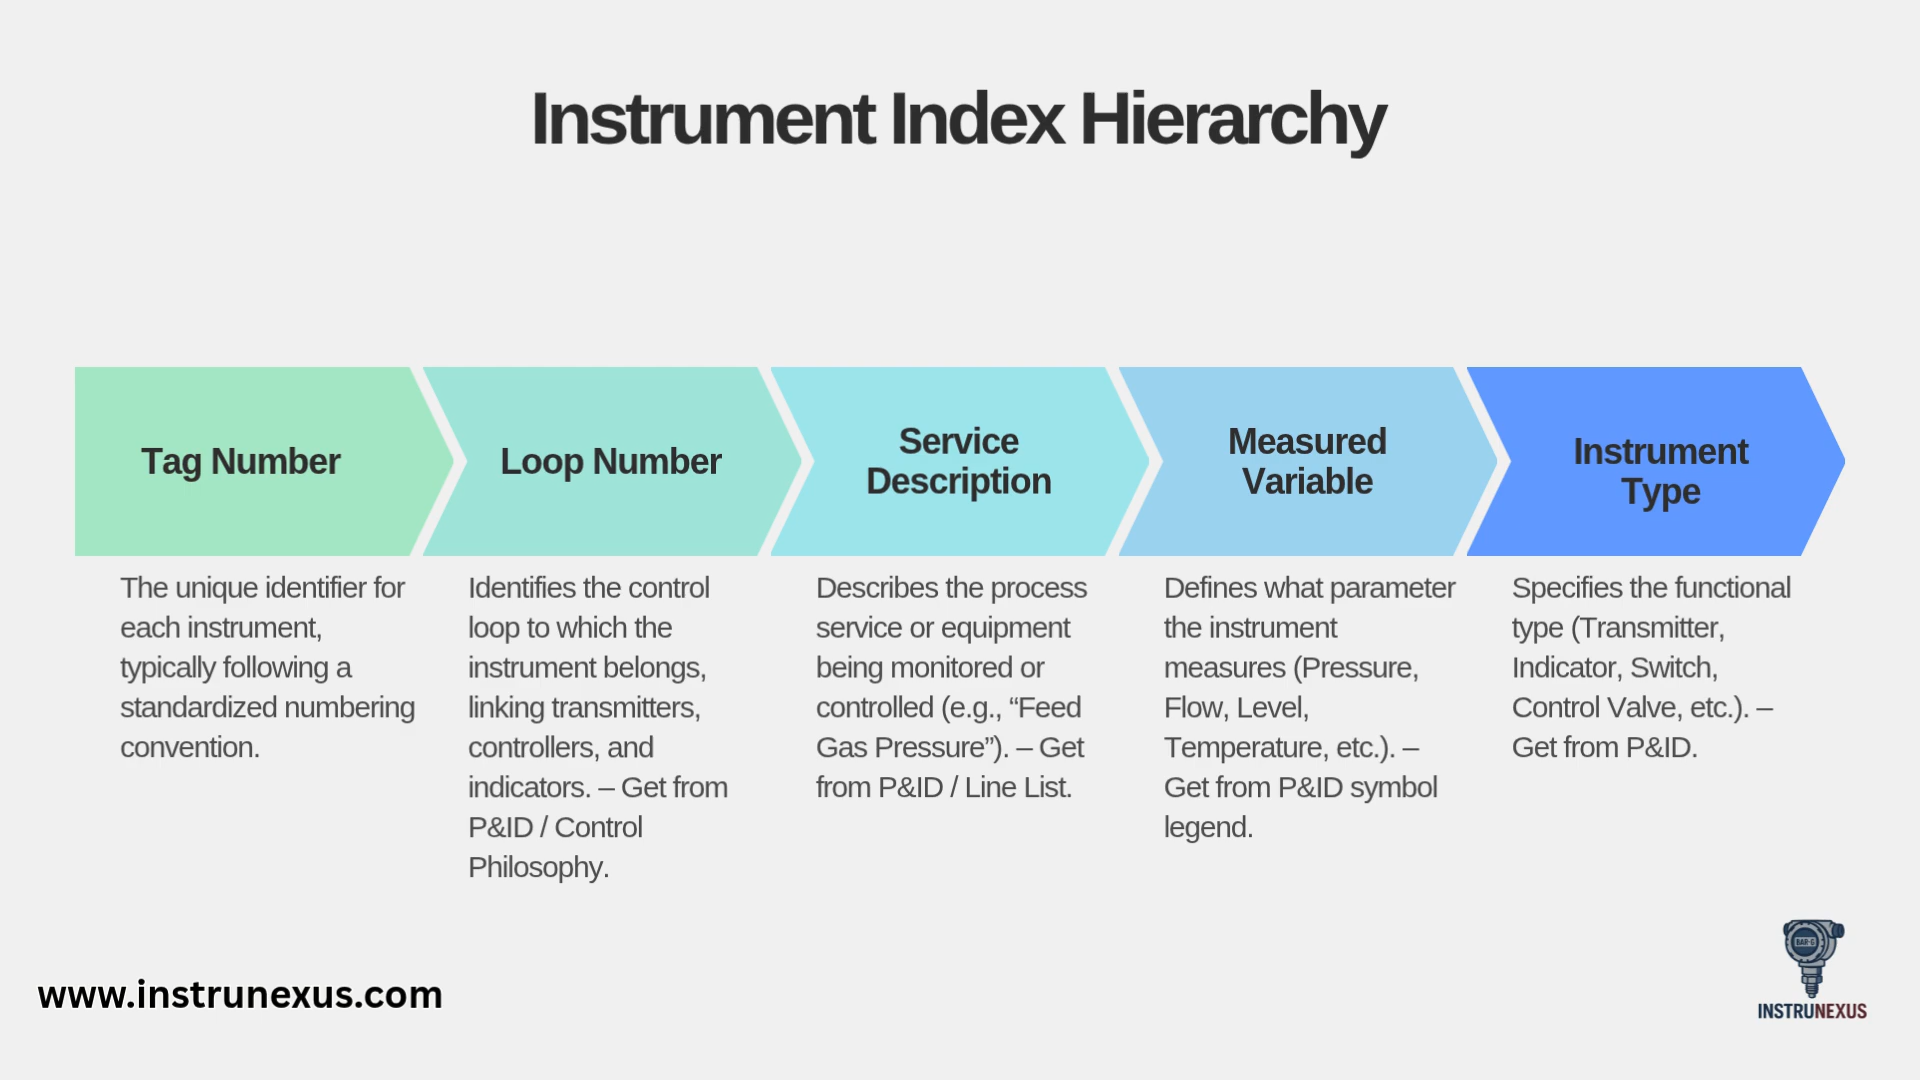 Instrument Index Hierarchy
Tag Number
Loop Number
Service
Description
Measured
Variable
Instrument
Type
The unique identifier for
each instrument,
typically following a
standardized numbering
convention.
Identifies the control
loop to which the
instrument belongs,
linking transmitters,
controllers, and
indicators. – Get from
P&ID / Control
Philosophy.
Describes the process
service or equipment
being monitored or
controlled (e.g., “Feed
Gas Pressure”). – Get
from P&ID / Line List.
Defines what parameter
the instrument
measures (Pressure,
Flow, Level,
Temperature, etc.). –
Get from P&ID symbol
legend.
Specifies the functional
type (Transmitter,
Indicator, Switch,
Control Valve, etc.). –
Get from P&ID.
www.instrunexus.com
BAR-G
INSTRUNEXUS